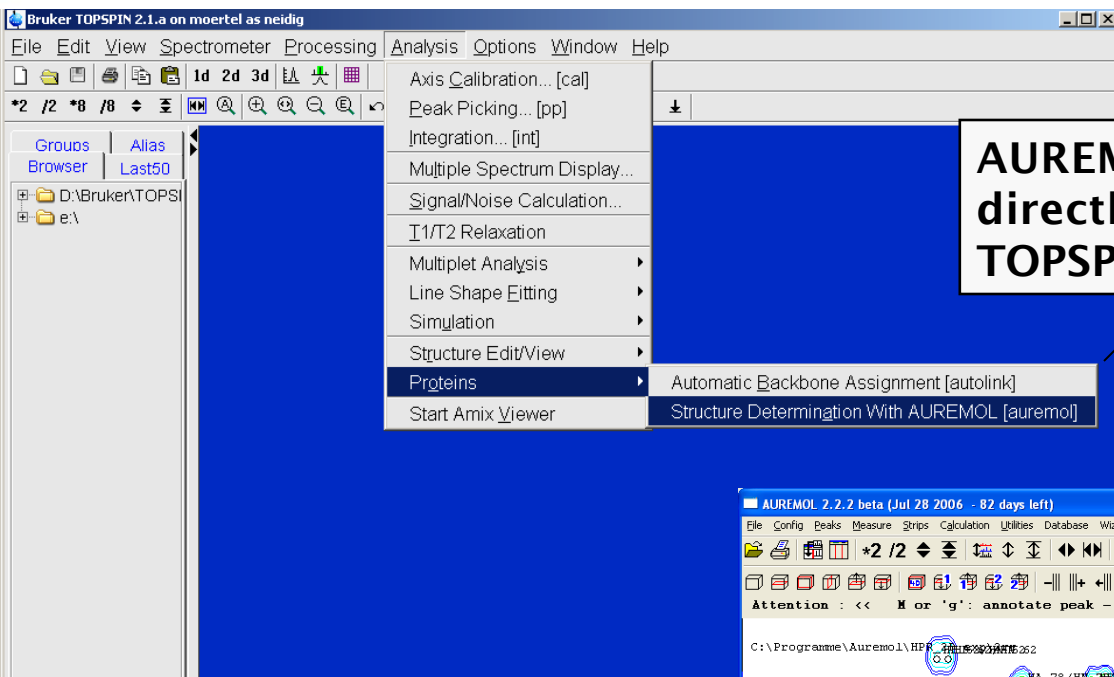 Bruker TOPSPIN 2.1.a on moertel as neidig
File Edit View Spectrometer Processing Analysis Options Window Help
1d 2d 3d
*2 /2 *8 /8
Groups Alias
Browser Last50
D:\Bruker\TOPSI
e:\
Axis Calibration... [cal]
Peak Picking... [pp]
Integration... [int]
Multiple Spectrum Display...
Signal/Noise Calculation...
T1/T2 Relaxation
Multiplet Analysis
Line Shape Fitting
Simulation
Structure Edit/View
Proteins
Start Amix Viewer
Automatic Backbone Assignment [autolink]
Structure Determination With AUREMOL [auremol]
AUREM
directl
TOPSP
AUREMOL 2.2.2 beta (Jul 28 2006 - 82 days left)
File Config Peaks Measure Strips Calculation Utilities Database Wiz
*2 /2
Attention : << M or 'g': annotate peak -
C:\Programme\Auremol\HPR